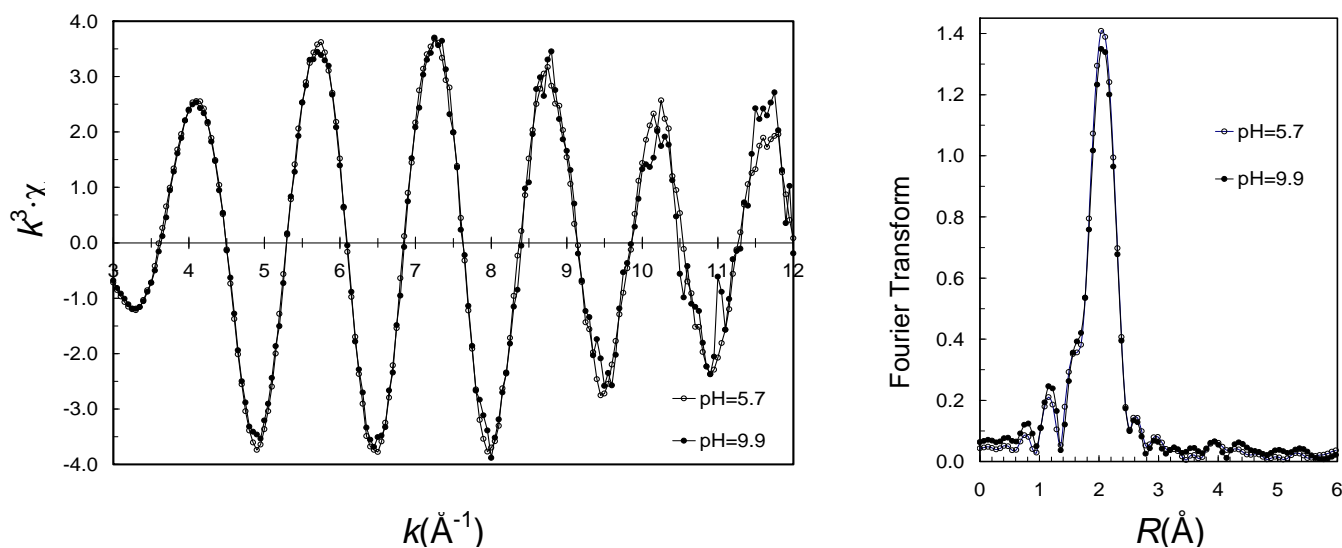 4.0
3.0
2.0
1.0
0.0
-1.0
-2.0
-3.0
-4.0
3 4 5 6 7 8 9 10 11 12
k³·χ
pH=5.7
pH=9.9
k(Å⁻¹)
1.4
1.2
1.0
0.8
0.6
0.4
0.2
0.0
0 1 2 3 4 5 6
Fourier Transform
pH=5.7
pH=9.9
R(Å)